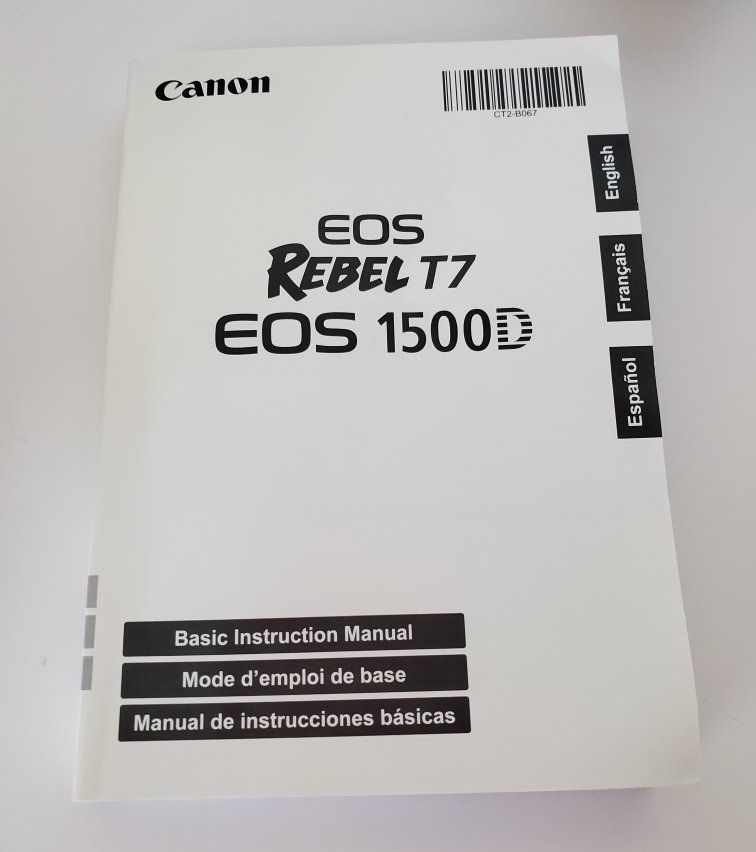 Canon
CT2-B067
English
Français
Español
EOS
REBEL T7
EOS 1500D
Basic Instruction Manual
Mode d'emploi de base
Manual de instrucciones básicas